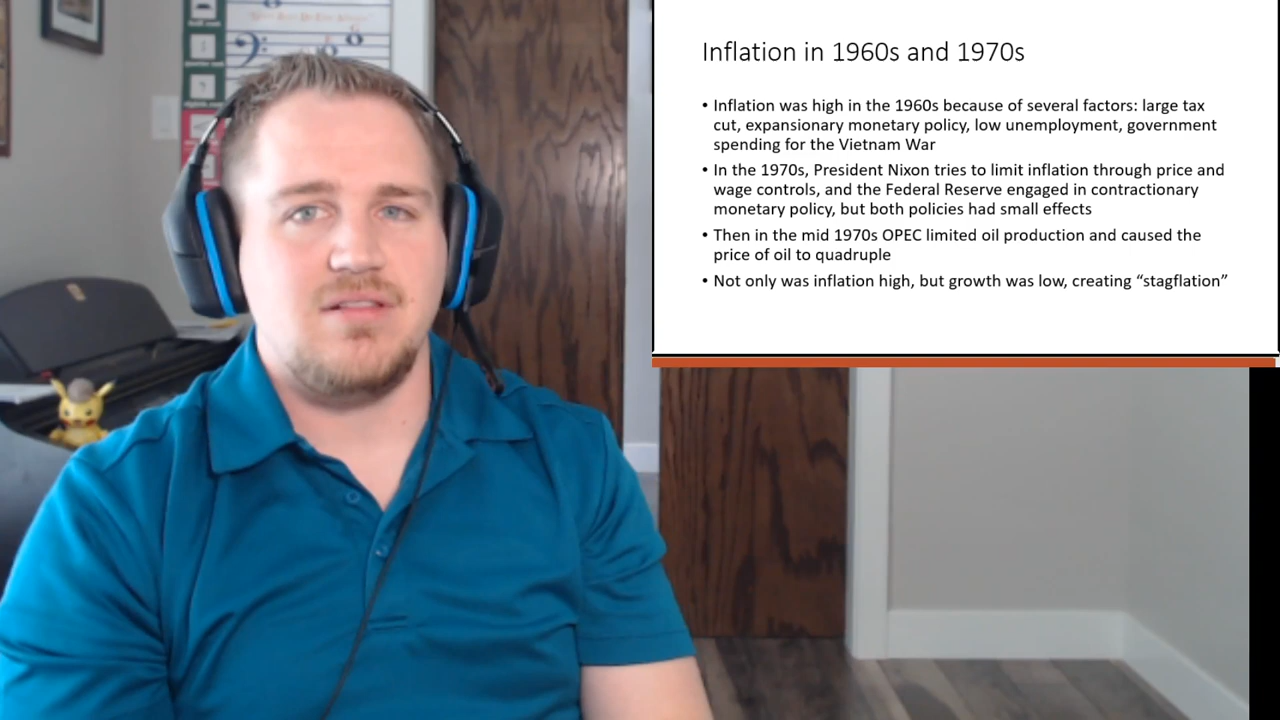 Inflation in 1960s and 1970s
• Inflation was high in the 1960s because of several factors: large tax
cut, expansionary monetary policy, low unemployment, government
spending for the Vietnam War
• In the 1970s, President Nixon tries to limit inflation through price and
wage controls, and the Federal Reserve engaged in contractionary
monetary policy, but both policies had small effects
• Then in the mid 1970s OPEC limited oil production and caused the
price of oil to quadruple
• Not only was inflation high, but growth was low, creating “stagflation”